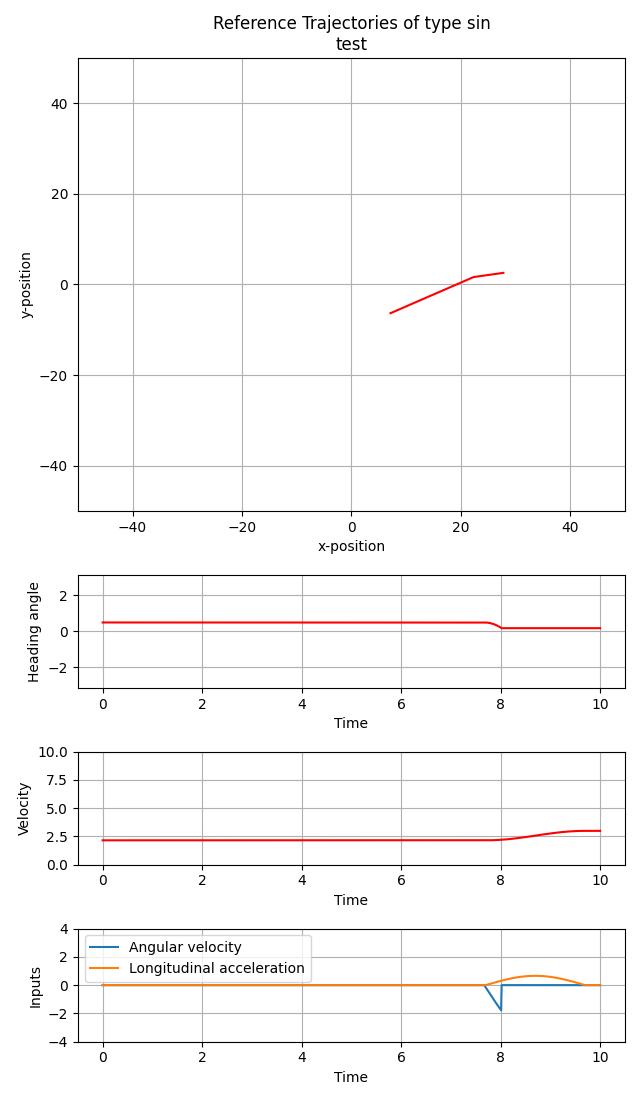 Reference Trajectories of type sin
test
40
20
0
−20
−40
y-position
−40 −20 0 20 40
x-position
2
0
−2
Heading angle
0 2 4 6 8 10
Time
10.0
7.5
5.0
2.5
0.0
Velocity
0 2 4 6 8 10
Time
4
2
0
−2
−4
Inputs
Angular velocity
Longitudinal acceleration
0 2 4 6 8 10
Time